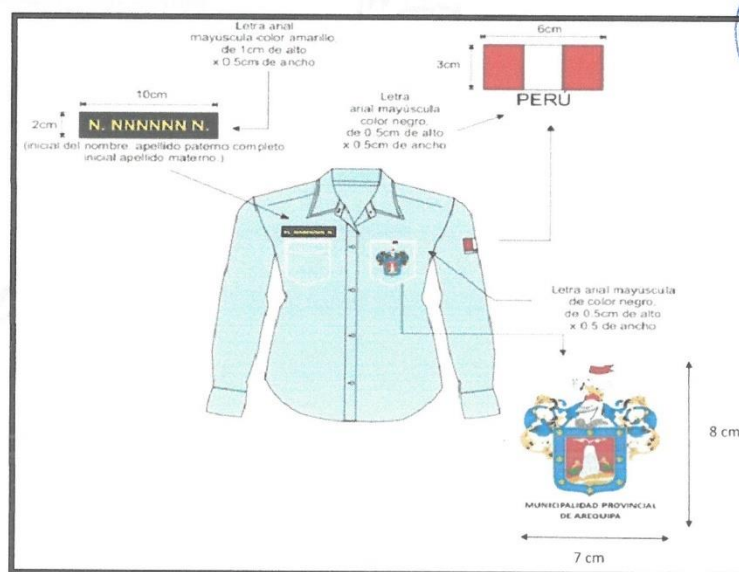 Letra arial
mayuscula color amarillo
de 1cm de alto
x 0.5cm de ancho
6cm
3cm
PERÚ
10cm
2cm
N. NNNNNN N.
(inicial del nombre, apellido paterno completo
inicial apellido materno.)
Letra
arial mayúscula
color negro,
de 0.5cm de alto
x 0.5cm de ancho
N. NNNNNN N.
Letra arial mayúscula
de color negro,
de 0.5cm de alto
x 0.5 de ancho
8 cm
MUNICIPALIDAD PROVINCIAL
DE AREQUIPA
7 cm